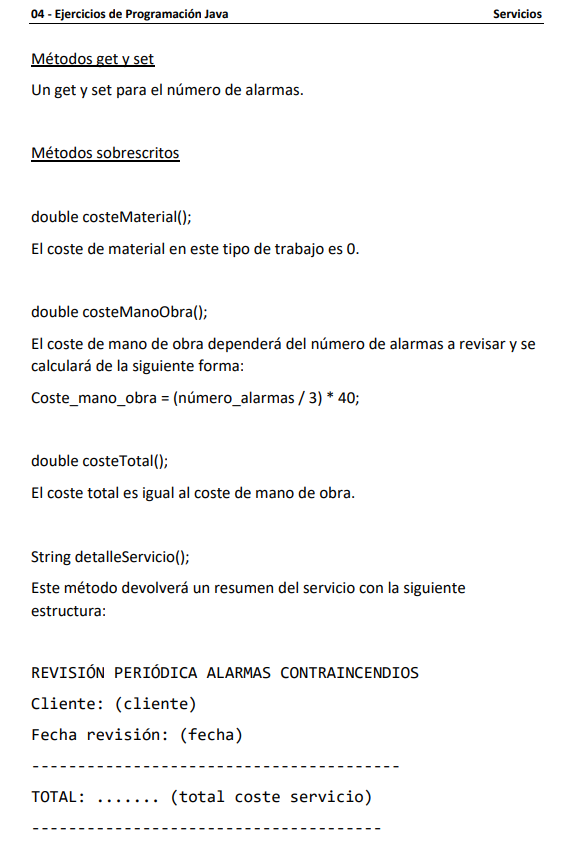 04 - Ejercicios de Programación Java Servicios
Métodos get y set
Un get y set para el número de alarmas.
Métodos sobrescritos
double costeMaterial();
El coste de material en este tipo de trabajo es 0.
double costeManoObra();
El coste de mano de obra dependerá del número de alarmas a revisar y se
calculará de la siguiente forma:
Coste_mano_obra = (número_alarmas / 3) * 40;
double costeTotal();
El coste total es igual al coste de mano de obra.
String detalleServicio();
Este método devolverá un resumen del servicio con la siguiente
estructura:
REVISIÓN PERIÓDICA ALARMAS CONTRAINCENDIOS
Cliente: (cliente)
Fecha revisión: (fecha)
----------------------------------------
TOTAL: ....... (total coste servicio)
--------------------------------------